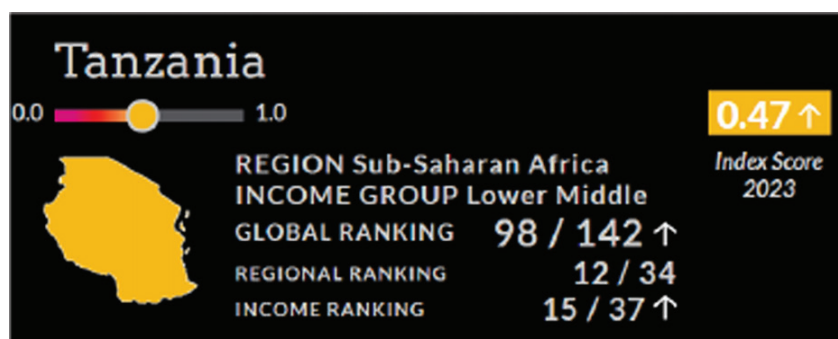 Tanzania
0.0 1.0
0.47 ↑
Index Score
2023
REGION Sub-Saharan Africa
INCOME GROUP Lower Middle
GLOBAL RANKING 98 / 142 ↑
REGIONAL RANKING 12 / 34
INCOME RANKING 15 / 37 ↑